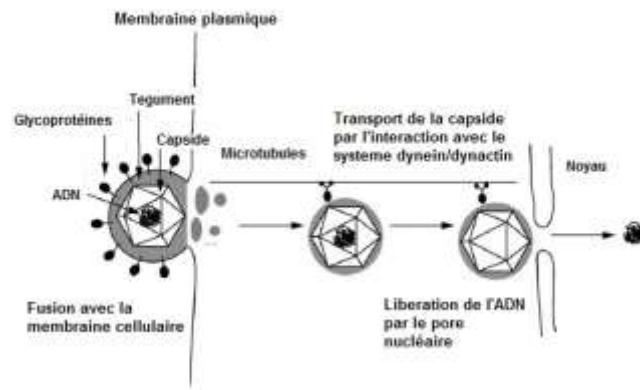 Membraine plasmique
Tegument
Glycoprotéines
Capside
ADN
Microtubules
Transport de la capside
par l'interaction avec le
systeme dynein/dynactin
Noyau
Fusion avec la
membraine cellulaire
Liberation de l'ADN
par le pore
nucléaire